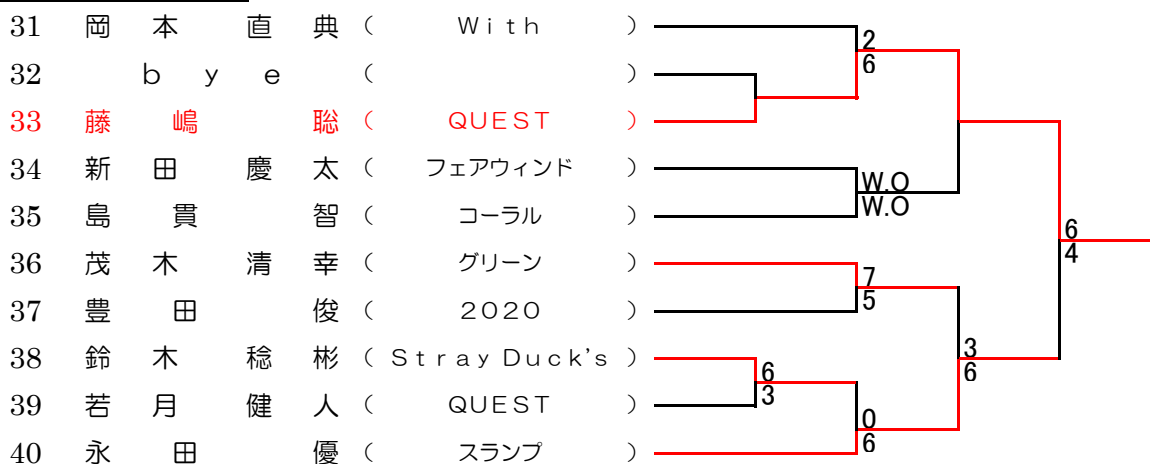 31 岡本 直典 ( With )
2
32 bye ( )
6
33 藤嶋 聡 ( QUEST )
34 新田 慶太 ( フェアウィンド )
W.O
W.O
35 島貫 智 ( コーラル )
6
4
36 茂木 清幸 ( グリーン )
7
5
37 豊田 俊 ( 2020 )
3
6
38 鈴木 稔彬 ( Stray Duck's )
6
3
39 若月 健人 ( QUEST )
0
6
40 永田 優 ( スランプ )